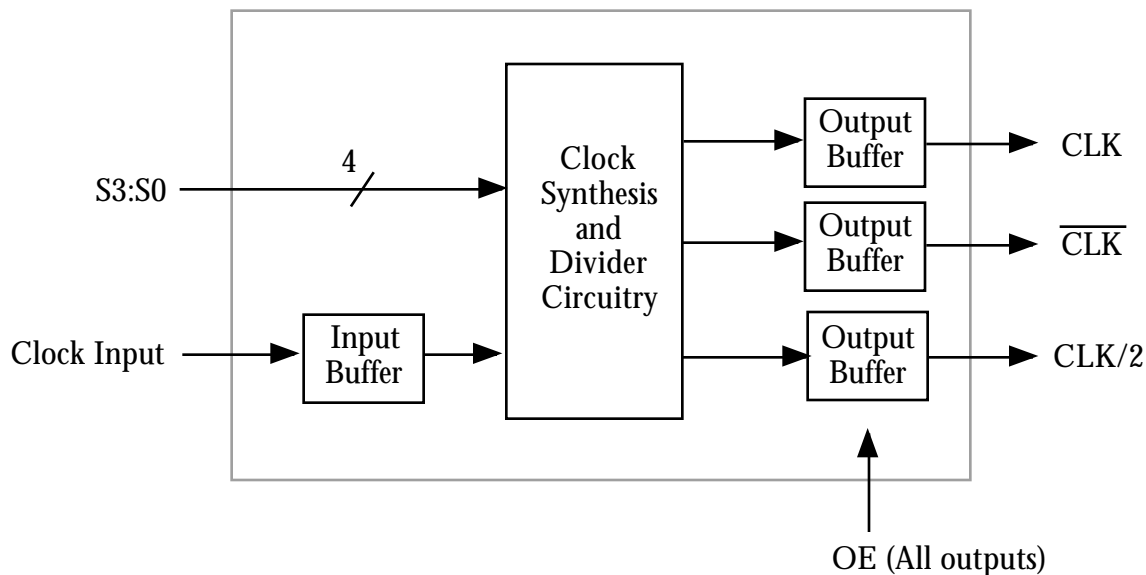 4
S3:S0
Clock Input
Input
Buffer
Clock
Synthesis
and
Divider
Circuitry
Output
Buffer
CLK
Output
Buffer
C̅L̅K̅
Output
Buffer
CLK/2
OE (All outputs)